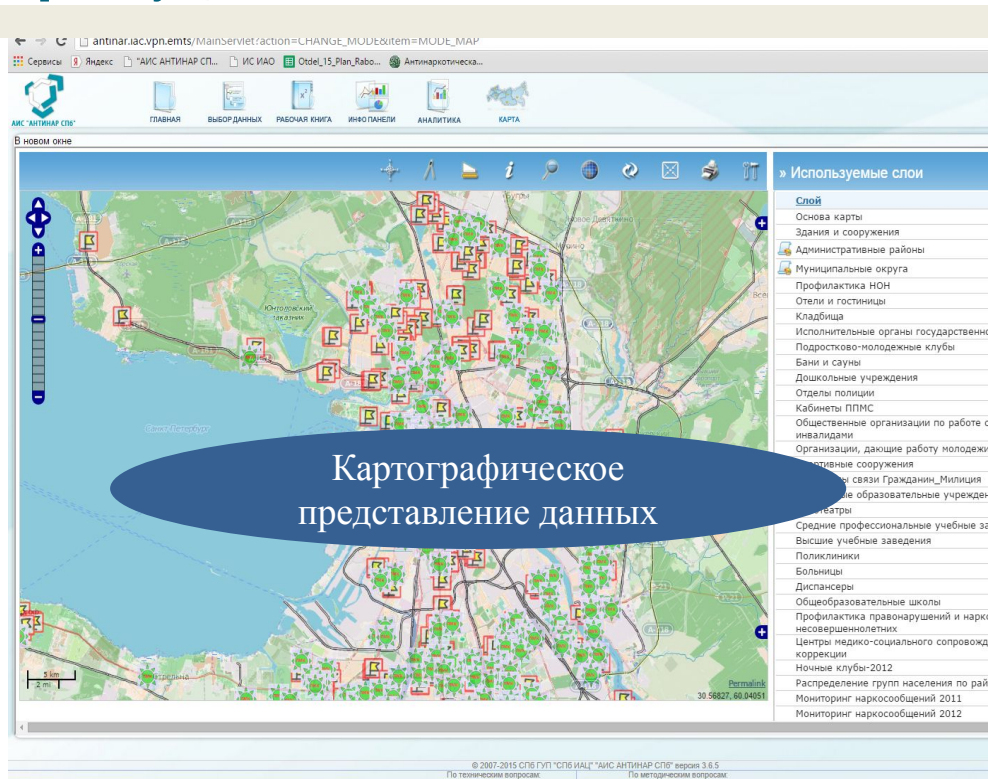 antinar.iac.vpn.emts/MainServlet?action=CHANGE_MODE&item=MODE_MAP
Сервисы Яндекс "АИС АНТИНАР СП... ИС ИАО Otdel_15_Plan_Rabo... Антинаркотическа...
АИС "АНТИНАР СПб" ГЛАВНАЯ ВЫБОР ДАННЫХ РАБОЧАЯ КНИГА ИНФОПАНЕЛИ АНАЛИТИКА КАРТА
В новом окне
» Используемые слои
Слой
Основа карты
Здания и сооружения
Административные районы
Муниципальные округа
Профилактика НОН
Отели и гостиницы
Кладбища
Исполнительные органы государственно
Подростково-молодежные клубы
Бани и сауны
Дошкольные учреждения
Отделы полиции
Кабинеты ППМС
Общественные организации по работе с
инвалидами
Организации, дающие работу молодежи
ртивные сооружения
связи Гражданин_Милиция
образовательные учрежден
театры
Средние профессиональные учебные за
Высшие учебные заведения
Поликлиники
Больницы
Диспансеры
Общеобразовательные школы
Профилактика правонарушений и нарко
несовершеннолетних
Центры медико-социального сопровожд
коррекции
Ночные клубы-2012
Распределение групп населения по рай
Мониторинг наркосообщений 2011
Мониторинг наркосообщений 2012
Юнтоловский
заказник
Санкт-Петербург
Картографическое
представление данных
5 km
2 mi
Permalink
30.56827, 60.04051
© 2007-2015 СПб ГУП "СПб ИАЦ" "АИС АНТИНАР СПб" версия 3.6.5
По техническим вопросам: По методическим вопросам: